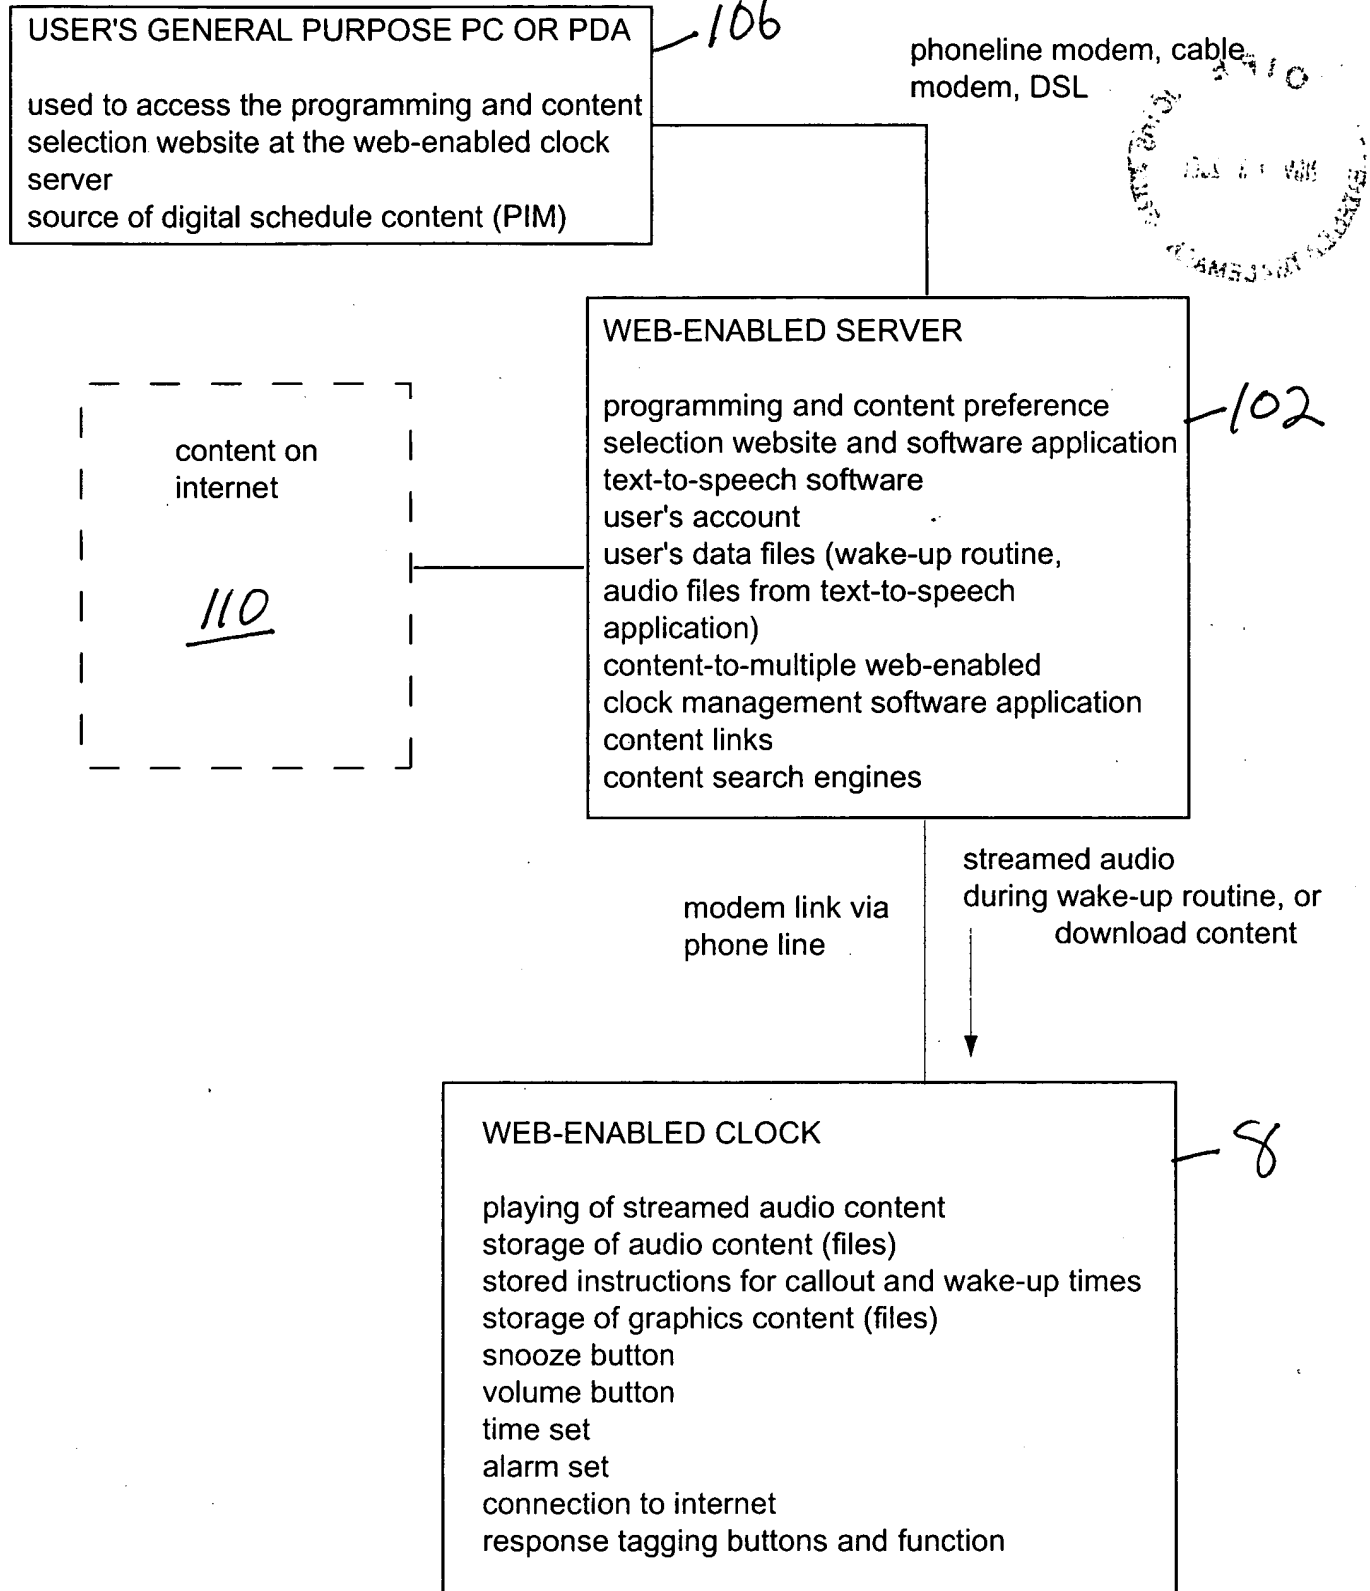 USER'S GENERAL PURPOSE PC OR PDA
106
used to access the programming and content
selection website at the web-enabled clock
server
source of digital schedule content (PIM)
phoneline modem, cable
modem, DSL
WEB-ENABLED SERVER
102
programming and content preference
selection website and software application
text-to-speech software
user's account
user's data files (wake-up routine,
audio files from text-to-speech
application)
content-to-multiple web-enabled
clock management software application
content links
content search engines
content on
internet
110
modem link via
phone line
streamed audio
during wake-up routine, or
download content
WEB-ENABLED CLOCK
8
playing of streamed audio content
storage of audio content (files)
stored instructions for callout and wake-up times
storage of graphics content (files)
snooze button
volume button
time set
alarm set
connection to internet
response tagging buttons and function